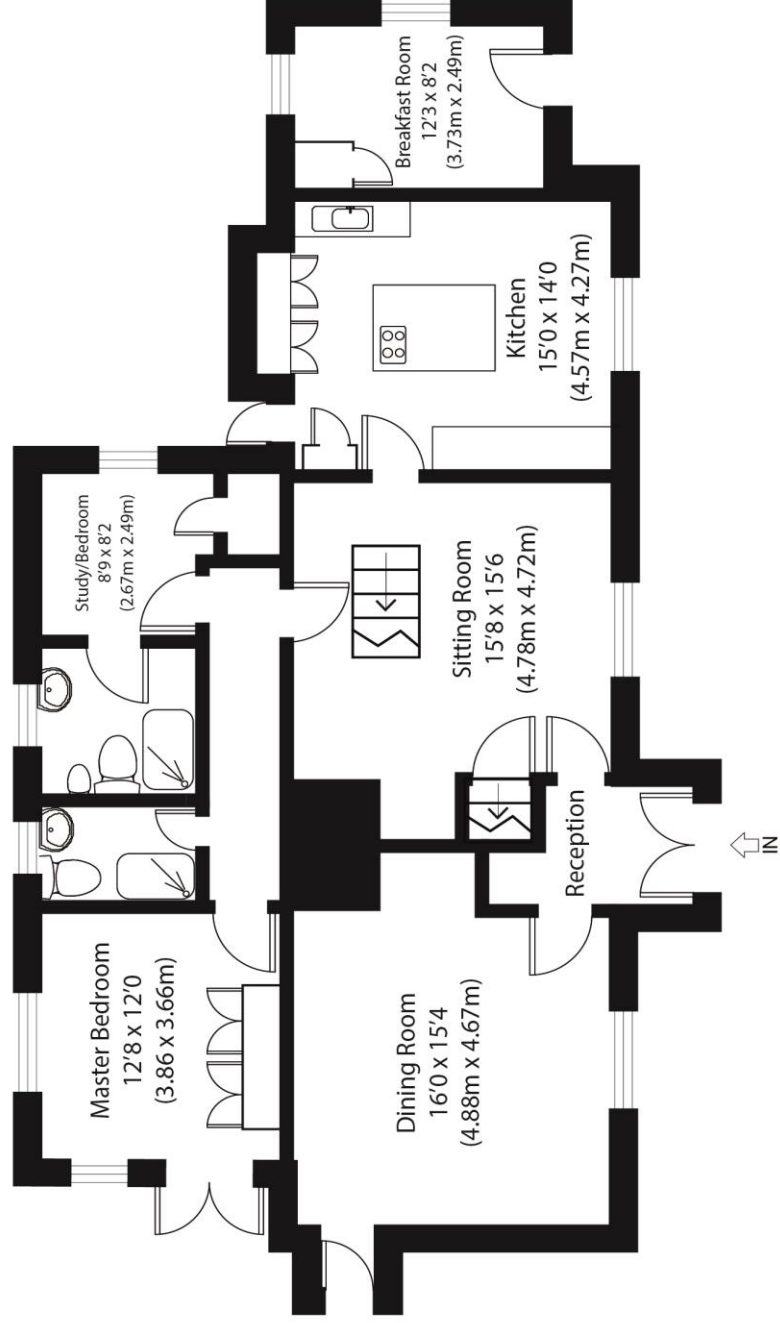 Master Bedroom
12'8 x 12'0
(3.86 x 3.66m)
Study/Bedroom
8'9 x 8'2
(2.67m x 2.49m)
Dining Room
16'0 x 15'4
(4.88m x 4.67m)
Reception
Sitting Room
15'8 x 15'6
(4.78m x 4.72m)
Kitchen
15'0 x 14'0
(4.57m x 4.27m)
Breakfast Room
12'3 x 8'2
(3.73m x 2.49m)
IN